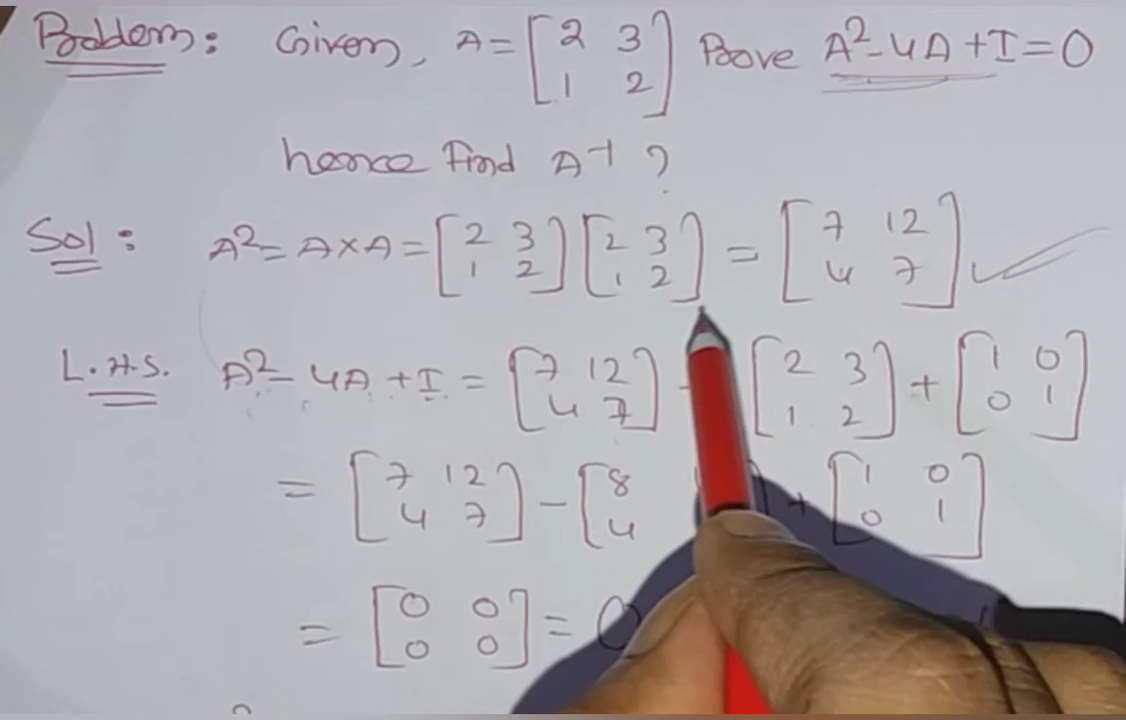 Problem: Given, A = [2 3; 1 2] Prove A² - 4A + I = 0
hence find A⁻¹ ?
Sol: A² = A × A = [2 3; 1 2] [2 3; 1 2] = [7 12; 4 7] ✓
L.H.S. A² - 4A + I = [7 12; 4 7] - [2 3; 1 2] + [1 0; 0 1]
= [7 12; 4 7] - [8 ; 4 ] + [1 0; 0 1]
= [0 0; 0 0] = 0